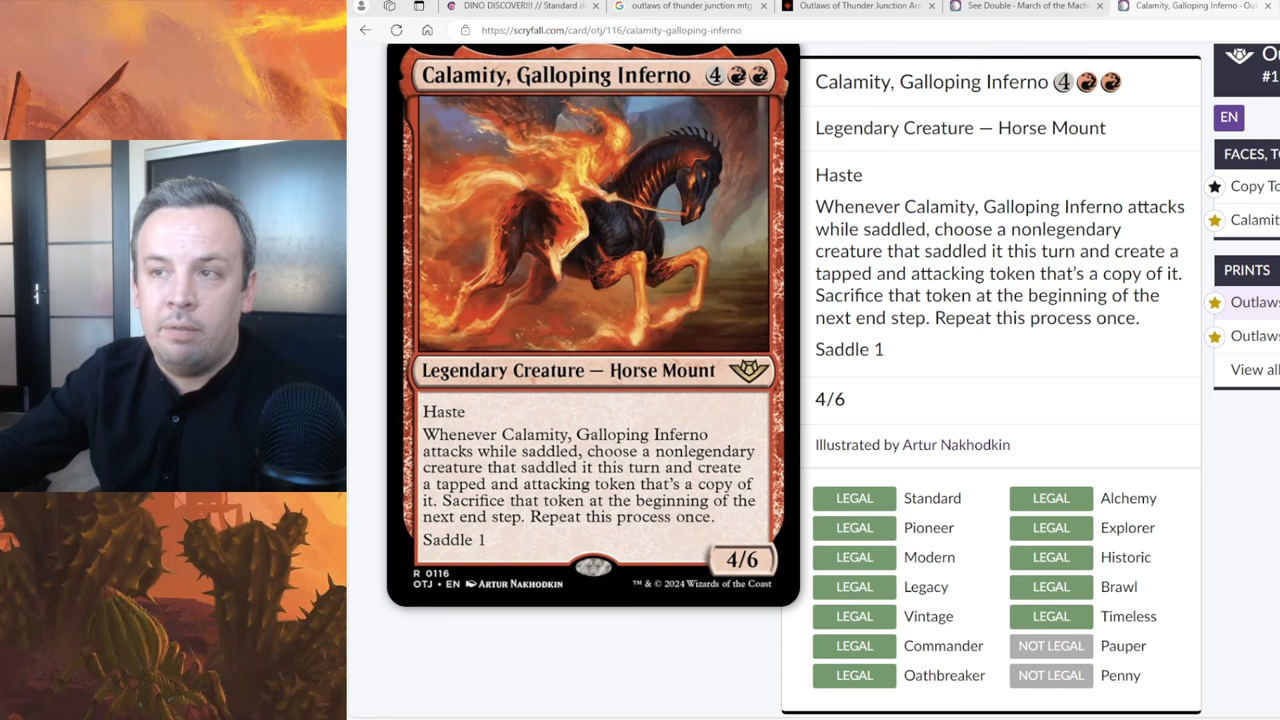 DINO DISCOVER!!! // Standard d
outlaws of thunder junction mtg
Outlaws of Thunder Junction Ar
See Double - March of the Mach
Calamity, Galloping Inferno · Out
https://scryfall.com/card/otj/116/calamity-galloping-inferno
Calamity, Galloping Inferno 4
Legendary Creature — Horse Mount
Haste
Whenever Calamity, Galloping Inferno
attacks while saddled, choose a nonlegendary
creature that saddled it this turn and create
a tapped and attacking token that's a copy of
it. Sacrifice that token at the beginning of the
next end step. Repeat this process once.
Saddle 1
4/6
R 0116
OTJ • EN ARTUR NAKHODKIN
™ & © 2024 Wizards of the Coast
Calamity, Galloping Inferno 4
Legendary Creature — Horse Mount
Haste
Whenever Calamity, Galloping Inferno attacks
while saddled, choose a nonlegendary
creature that saddled it this turn and create a
tapped and attacking token that's a copy of it.
Sacrifice that token at the beginning of the
next end step. Repeat this process once.
Saddle 1
4/6
Illustrated by Artur Nakhodkin
LEGAL Standard LEGAL Alchemy
LEGAL Pioneer LEGAL Explorer
LEGAL Modern LEGAL Historic
LEGAL Legacy LEGAL Brawl
LEGAL Vintage LEGAL Timeless
LEGAL Commander NOT LEGAL Pauper
LEGAL Oathbreaker NOT LEGAL Penny
Ou
#1
EN
FACES, TO
Copy To
Calamit
PRINTS
Outlaws
Outlaws
View all